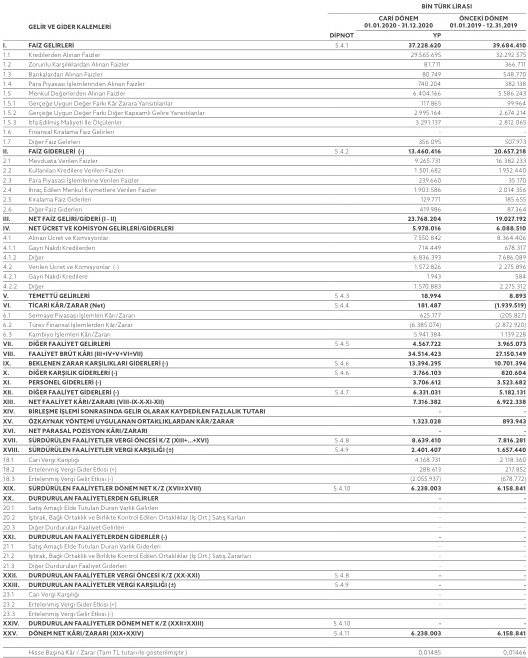 BİN TÜRK LİRASI
GELİR VE GİDER KALEMLERİ CARİ DÖNEM ÖNCEKİ DÖNEM
01.01.2020 - 31.12.2020 01.01.2019 - 12.31.2019
DİPNOT YP
I. FAİZ GELİRLERİ 5.4.1 37.228.620 39.684.410
1.1 Kredilerden Alınan Faizler 29.565.695 32.292.575
1.2 Zorunlu Karşılıklardan Alınan Faizler 81.711 366.711
1.3 Bankalardan Alınan Faizler 80.749 548.770
1.4 Para Piyasası İşlemlerinden Alınan Faizler 740.204 382.138
1.5 Menkul Değerlerden Alınan Faizler 6.404.166 5.586.243
1.5.1 Gerçeğe Uygun Değer Farkı Kâr Zarara Yansıtılanlar 117.865 99.964
1.5.2 Gerçeğe Uygun Değer Farkı Diğer Kapsamlı Gelire Yansıtılanlar 2.995.164 2.674.214
1.5.3 İtfa Edilmiş Maliyeti İle Ölçülenler 3.291.137 2.812.065
1.6 Finansal Kiralama Faiz Gelirleri - -
1.7 Diğer Faiz Gelirleri 356.095 507.973
II. FAİZ GİDERLERİ (-) 5.4.2 13.460.416 20.657.218
2.1 Mevduata Verilen Faizler 9.265.731 16.382.233
2.2 Kullanılan Kredilere Verilen Faizler 1.501.682 1.952.440
2.3 Para Piyasası İşlemlerine Verilen Faizler 239.660 35.170
2.4 İhraç Edilen Menkul Kıymetlere Verilen Faizler 1.903.586 2.014.356
2.5 Kiralama Faiz Giderleri 129.771 185.655
2.6 Diğer Faiz Giderleri 419.986 87.364
III. NET FAİZ GELİRİ/GİDERİ (I - II) 23.768.204 19.027.192
IV. NET ÜCRET VE KOMİSYON GELİRLERİ/GİDERLERİ 5.978.016 6.088.510
4.1 Alınan Ücret ve Komisyonlar 7.550.842 8.364.406
4.1.1 Gayri Nakdi Kredilerden 714.449 678.317
4.1.2 Diğer 6.836.393 7.686.089
4.2 Verilen Ücret ve Komisyonlar (-) 1.572.826 2.275.896
4.2.1 Gayri Nakdi Kredilere 1.943 584
4.2.2 Diğer 1.570.883 2.275.312
V. TEMETTÜ GELİRLERİ 5.4.3 18.994 8.893
VI. TİCARİ KÂR/ZARAR (Net) 5.4.4 181.487 (1.939.519)
6.1 Sermaye Piyasası İşlemleri Kârı/Zararı 625.177 (205.827)
6.2 Türev Finansal İşlemlerden Kâr/Zarar (6.385.074) (2.872.920)
6.3 Kambiyo İşlemleri Kârı/Zararı 5.941.384 1.139.228
VII. DİĞER FAALİYET GELİRLERİ 5.4.5 4.567.722 3.965.073
VIII. FAALİYET BRÜT KÂRI (III+IV+V+VI+VII) 34.514.423 27.150.149
IX. BEKLENEN ZARAR KARŞILIKLARI GİDERLERİ (-) 5.4.6 13.394.295 10.701.394
X. DİĞER KARŞILIK GİDERLERİ (-) 5.4.6 3.766.103 820.604
XI. PERSONEL GİDERLERİ (-) 3.706.612 3.523.682
XII. DİĞER FAALİYET GİDERLERİ (-) 5.4.7 6.331.031 5.182.131
XIII. NET FAALİYET KÂRI/ZARARI (VIII-IX-X-XI-XII) 7.316.382 6.922.338
XIV. BİRLEŞME İŞLEMİ SONRASINDA GELİR OLARAK KAYDEDİLEN FAZLALIK TUTARI - -
XV. ÖZKAYNAK YÖNTEMİ UYGULANAN ORTAKLIKLARDAN KÂR/ZARAR 1.323.028 893.943
XVI. NET PARASAL POZİSYON KÂRI/ZARARI - -
XVII. SÜRDÜRÜLEN FAALİYETLER VERGİ ÖNCESİ K/Z (XIII+...+XVI) 5.4.8 8.639.410 7.816.281
XVIII. SÜRDÜRÜLEN FAALİYETLER VERGİ KARŞILIĞI (±) 5.4.9 2.401.407 1.657.440
18.1 Cari Vergi Karşılığı 4.168.731 2.118.360
18.2 Ertelenmiş Vergi Gider Etkisi (+) 288.613 217.852
18.3 Ertelenmiş Vergi Gelir Etkisi (-) (2.055.937) (678.772)
XIX. SÜRDÜRÜLEN FAALİYETLER DÖNEM NET K/Z (XVII±XVIII) 5.4.10 6.238.003 6.158.841
XX. DURDURULAN FAALİYETLERDEN GELİRLER - -
20.1 Satış Amaçlı Elde Tutulan Duran Varlık Gelirleri - -
20.2 İştirak, Bağlı Ortaklık ve Birlikte Kontrol Edilen Ortaklıklar (İş Ort.) Satış Karları - -
20.3 Diğer Durdurulan Faaliyet Gelirleri - -
XXI. DURDURULAN FAALİYETLERDEN GİDERLER (-) - -
21.1 Satış Amaçlı Elde Tutulan Duran Varlık Giderleri - -
21.2 İştirak, Bağlı Ortaklık ve Birlikte Kontrol Edilen Ortaklıklar (İş Ort.) Satış Zararları - -
21.3 Diğer Durdurulan Faaliyet Giderleri - -
XXII. DURDURULAN FAALİYETLER VERGİ ÖNCESİ K/Z (XX-XXI) 5.4.8 - -
XXIII. DURDURULAN FAALİYETLER VERGİ KARŞILIĞI (±) 5.4.9 - -
23.1 Cari Vergi Karşılığı - -
23.2 Ertelenmiş Vergi Gider Etkisi (+) - -
23.3 Ertelenmiş Vergi Gelir Etkisi (-) - -
XXIV. DURDURULAN FAALİYETLER DÖNEM NET K/Z (XXII±XXIII) 5.4.10 - -
XXV. DÖNEM NET KÂRI/ZARARI (XIX+XXIV) 5.4.11 6.238.003 6.158.841
Hisse Başına Kâr / Zarar (Tam TL tutarı ile gösterilmiştir.) 0,01485 0,01466